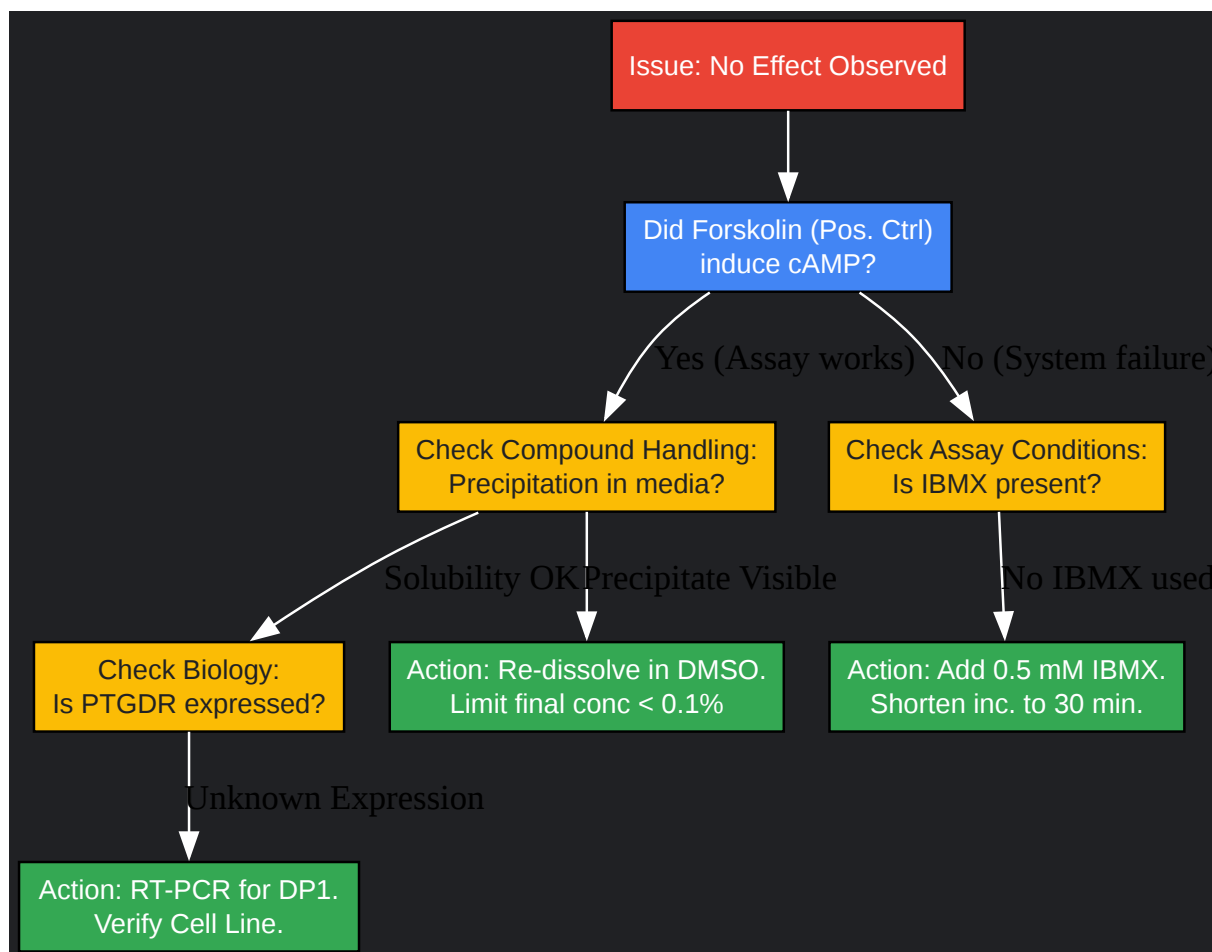 Issue: No Effect Observed
Did Forskolin (Pos. Ctrl)
induce cAMP?
Yes (Assay works)
No (System failure)
Check Compound Handling:
Precipitation in media?
Check Assay Conditions:
Is IBMX present?
Solubility OK
Precipitate Visible
No IBMX used
Check Biology:
Is PTGDR expressed?
Action: Re-dissolve in DMSO.
Limit final conc < 0.1%
Action: Add 0.5 mM IBMX.
Shorten inc. to 30 min.
Unknown Expression
Action: RT-PCR for DP1.
Verify Cell Line.